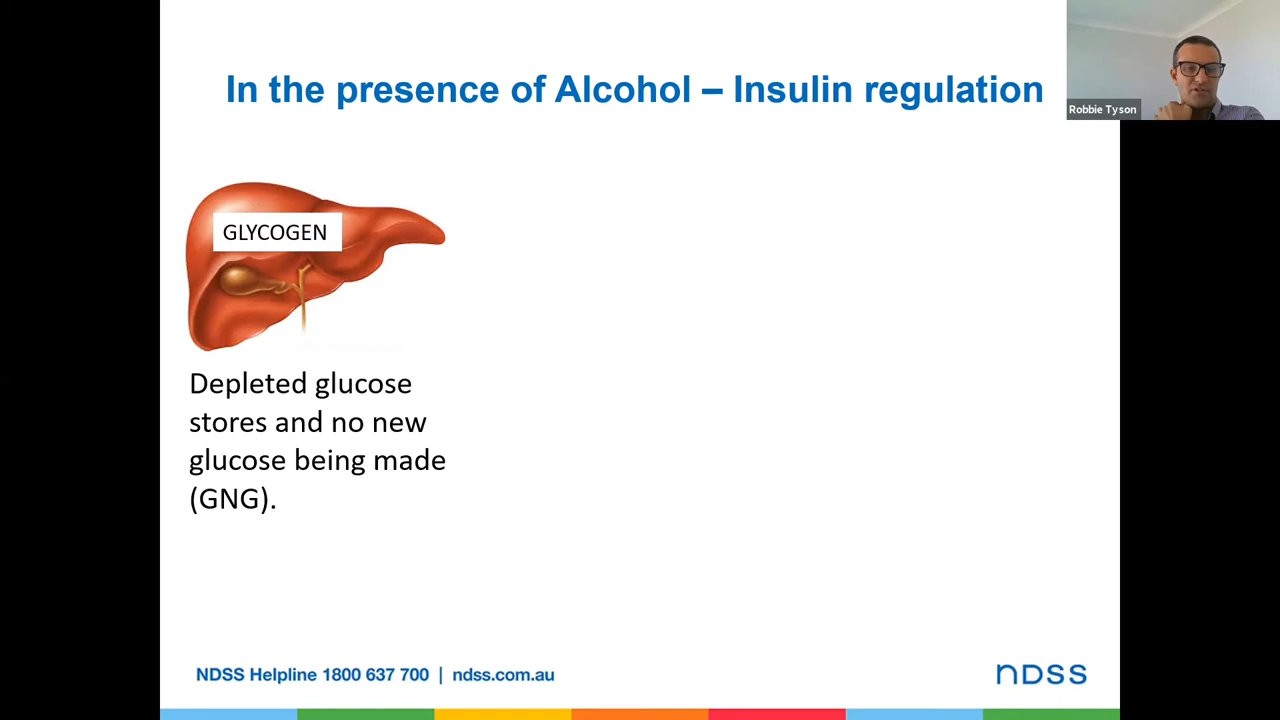 In the presence of Alcohol – Insulin regulation
Robbie Tyson
GLYCOGEN
Depleted glucose
stores and no new
glucose being made
(GNG).
NDSS Helpline 1800 637 700 | ndss.com.au
NDSS